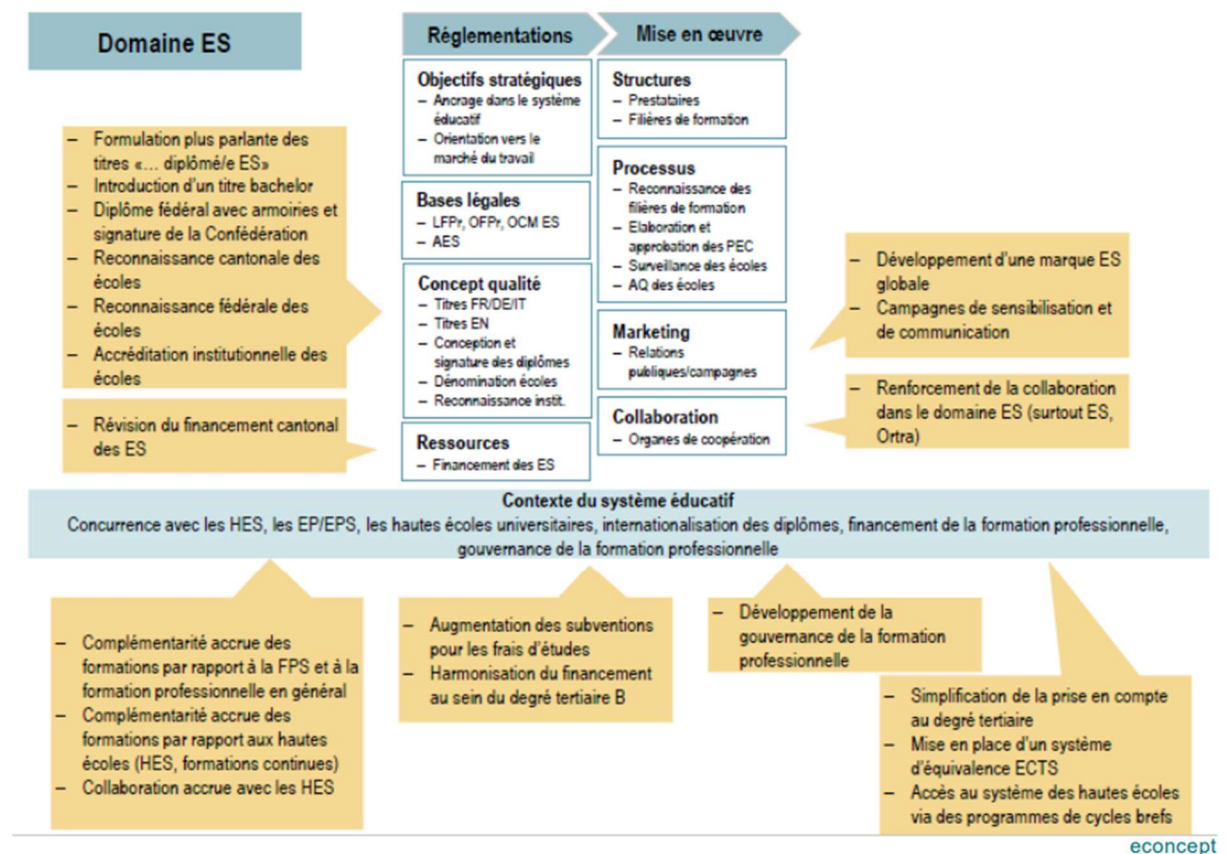 Domaine ES
Réglementations
Mise en œuvre
– Formulation plus parlante des
titres «… diplômé/e ES»
– Introduction d'un titre bachelor
– Diplôme fédéral avec armoiries et
signature de la Confédération
– Reconnaissance cantonale des
écoles
– Reconnaissance fédérale des
écoles
– Accréditation institutionnelle des
écoles
– Révision du financement cantonal
des ES
Objectifs stratégiques
– Ancrage dans le système
éducatif
– Orientation vers le
marché du travail
Bases légales
– LFPr, OFPr, OCM ES
– AES
Concept qualité
– Titres FR/DE/IT
– Titres EN
– Conception et
signature des diplômes
– Dénomination écoles
– Reconnaissance instit.
Ressources
– Financement des ES
Structures
– Prestataires
– Filières de formation
Processus
– Reconnaissance des
filières de formation
– Elaboration et
approbation des PEC
– Surveillance des écoles
– AQ des écoles
Marketing
– Relations
publiques/campagnes
Collaboration
– Organes de coopération
– Développement d'une marque ES
globale
– Campagnes de sensibilisation et
de communication
– Renforcement de la collaboration
dans le domaine ES (surtout ES,
Ortra)
Contexte du système éducatif
Concurrence avec les HES, les EP/EPS, les hautes écoles universitaires, internationalisation des diplômes, financement de la formation professionnelle,
gouvernance de la formation professionnelle
– Complémentarité accrue des
formations par rapport à la FPS et à la
formation professionnelle en général
– Complémentarité accrue des
formations par rapport aux hautes
écoles (HES, formations continues)
– Collaboration accrue avec les HES
– Augmentation des subventions
pour les frais d'études
– Harmonisation du financement
au sein du degré tertiaire B
– Développement de la
gouvernance de la formation
professionnelle
– Simplification de la prise en compte
au degré tertiaire
– Mise en place d'un système
d'équivalence ECTS
– Accès au système des hautes écoles
via des programmes de cycles brefs
econcept